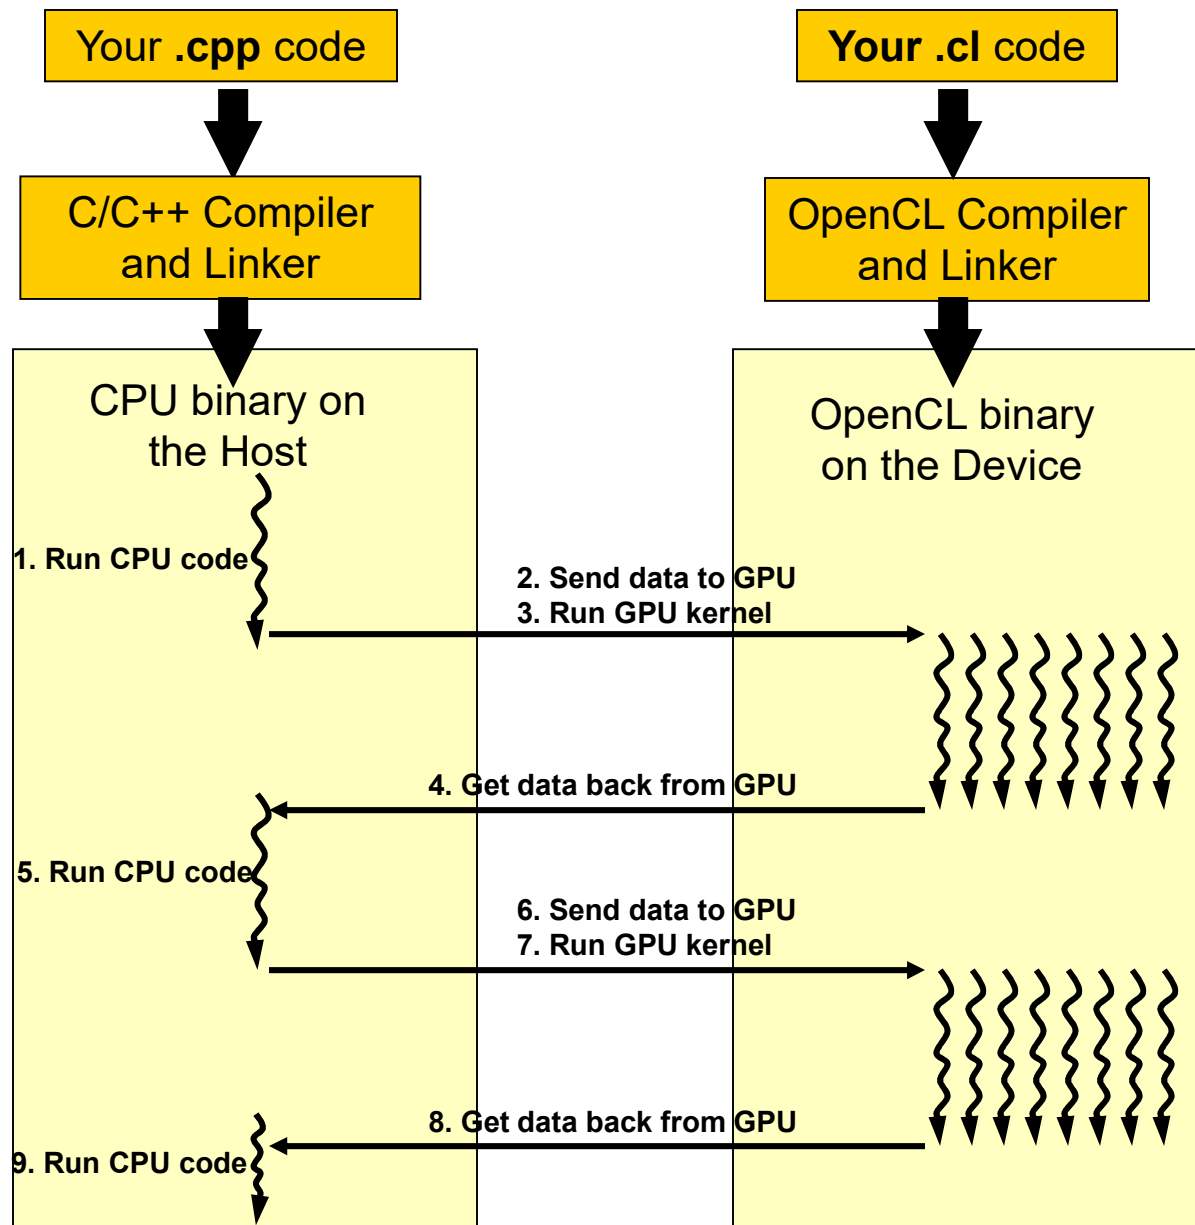 Your .cpp code
Your .cl code
C/C++ Compiler
and Linker
OpenCL Compiler
and Linker
CPU binary on
the Host
OpenCL binary
on the Device
1. Run CPU code
2. Send data to GPU
3. Run GPU kernel
4. Get data back from GPU
5. Run CPU code
6. Send data to GPU
7. Run GPU kernel
8. Get data back from GPU
9. Run CPU code